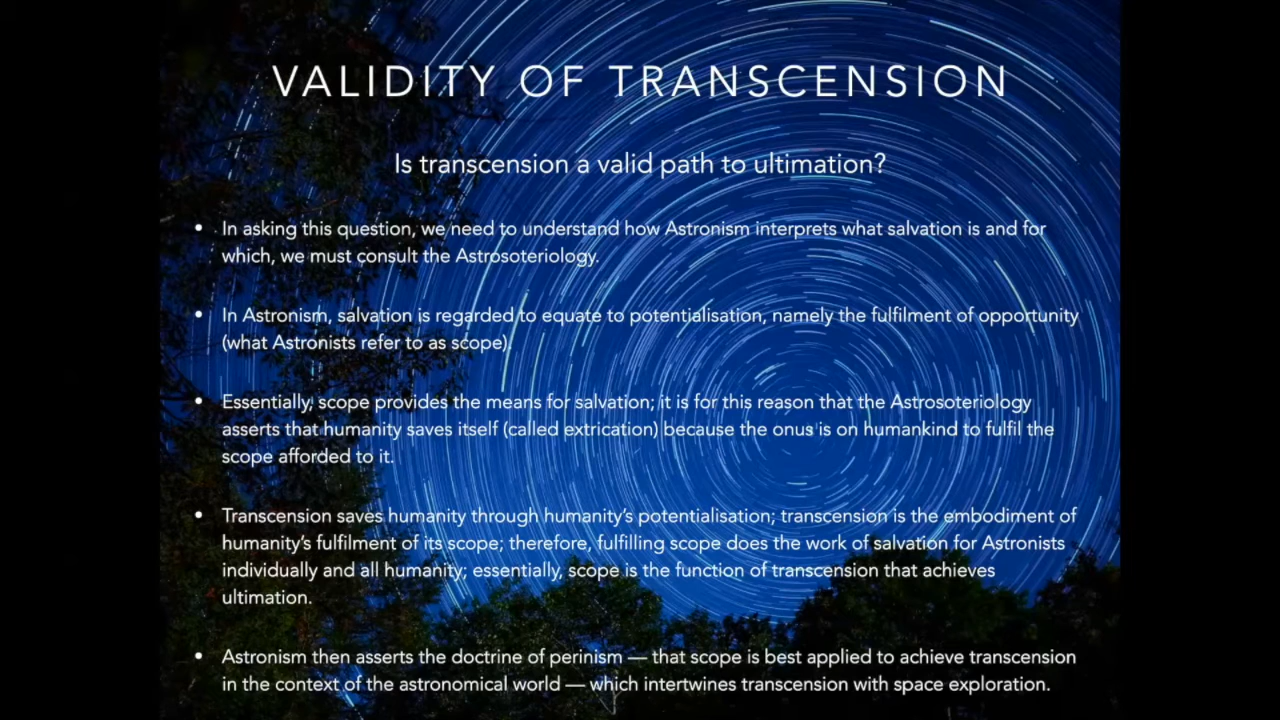 VALIDITY OF TRANSCENSION
Is transcension a valid path to ultimation?
• In asking this question, we need to understand how Astronism interprets what salvation is and for
which, we must consult the Astrosoteriology.
• In Astronism, salvation is regarded to equate to potentialisation, namely the fulfilment of opportunity
(what Astronists refer to as scope).
• Essentially, scope provides the means for salvation; it is for this reason that the Astrosoteriology
asserts that humanity saves itself (called extrication) because the onus is on humankind to fulfil the
scope afforded to it.
• Transcension saves humanity through humanity's potentialisation; transcension is the embodiment of
humanity's fulfilment of its scope; therefore, fulfilling scope does the work of salvation for Astronists
individually and all humanity; essentially, scope is the function of transcension that achieves
ultimation.
• Astronism then asserts the doctrine of perinism — that scope is best applied to achieve transcension
in the context of the astronomical world — which intertwines transcension with space exploration.